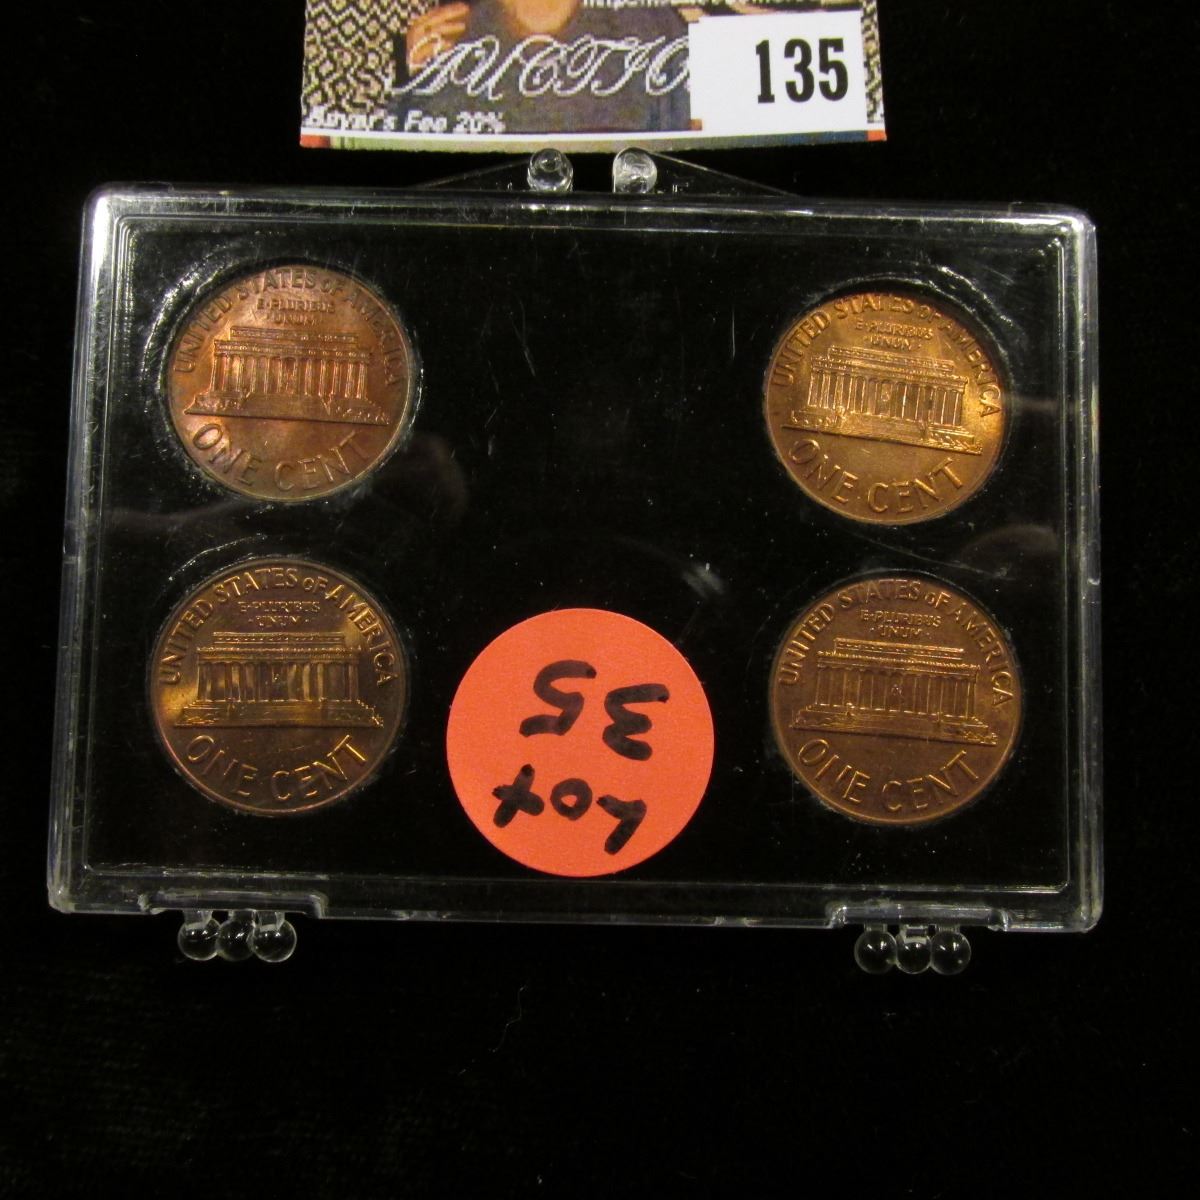 AUCTIO
135
Buyer's Fee 20%
UNITED STATES OF AMERICA
E·PLURIBUS
·UNUM·
ONE CENT
UNITED STATES OF AMERICA
E·PLURIBUS
·UNUM·
ONE CENT
UNITED STATES OF AMERICA
E·PLURIBUS
·UNUM·
ONE CENT
UNITED STATES OF AMERICA
E·PLURIBUS
·UNUM·
ONE CENT
Lot
35